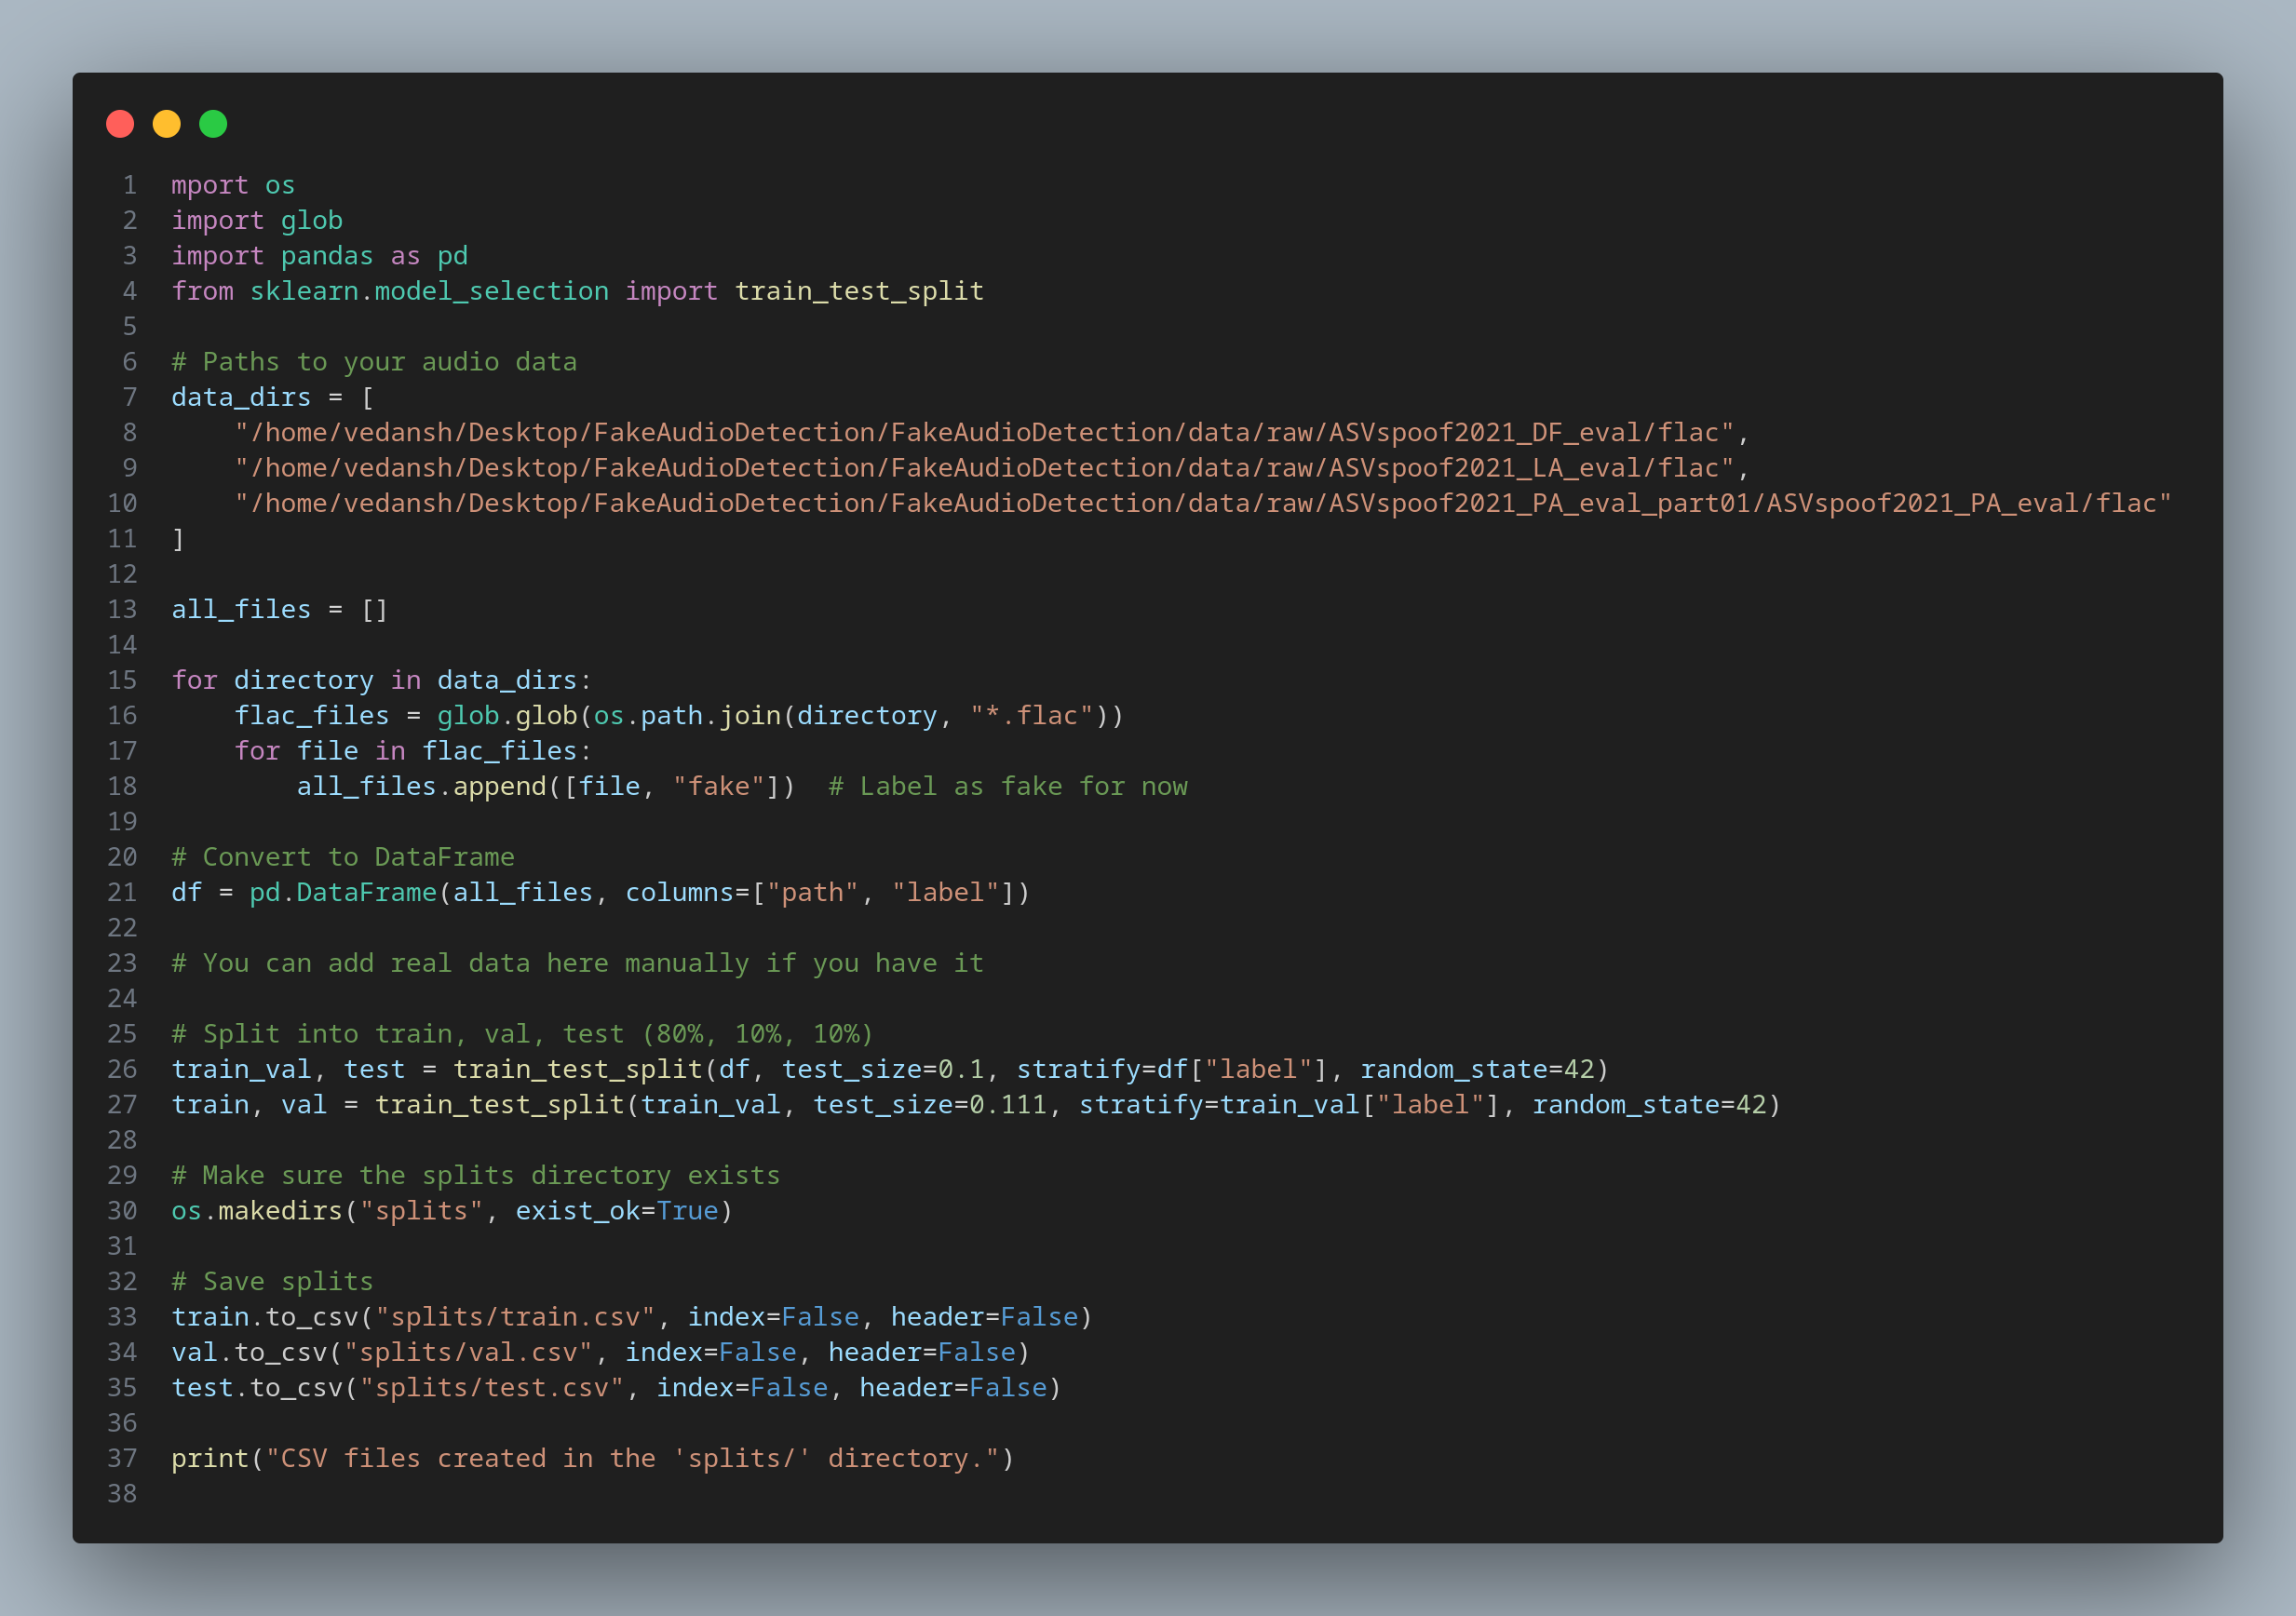 1 mport os
2 import glob
3 import pandas as pd
4 from sklearn.model_selection import train_test_split
5
6 # Paths to your audio data
7 data_dirs = [
8     "/home/vedansh/Desktop/FakeAudioDetection/FakeAudioDetection/data/raw/ASVspoof2021_DF_eval/flac",
9     "/home/vedansh/Desktop/FakeAudioDetection/FakeAudioDetection/data/raw/ASVspoof2021_LA_eval/flac",
10     "/home/vedansh/Desktop/FakeAudioDetection/FakeAudioDetection/data/raw/ASVspoof2021_PA_eval_part01/ASVspoof2021_PA_eval/flac"
11 ]
12
13 all_files = []
14
15 for directory in data_dirs:
16     flac_files = glob.glob(os.path.join(directory, "*.flac"))
17     for file in flac_files:
18         all_files.append([file, "fake"])  # Label as fake for now
19
20 # Convert to DataFrame
21 df = pd.DataFrame(all_files, columns=["path", "label"])
22
23 # You can add real data here manually if you have it
24
25 # Split into train, val, test (80%, 10%, 10%)
26 train_val, test = train_test_split(df, test_size=0.1, stratify=df["label"], random_state=42)
27 train, val = train_test_split(train_val, test_size=0.111, stratify=train_val["label"], random_state=42)
28
29 # Make sure the splits directory exists
30 os.makedirs("splits", exist_ok=True)
31
32 # Save splits
33 train.to_csv("splits/train.csv", index=False, header=False)
34 val.to_csv("splits/val.csv", index=False, header=False)
35 test.to_csv("splits/test.csv", index=False, header=False)
36
37 print("CSV files created in the 'splits/' directory.")
38